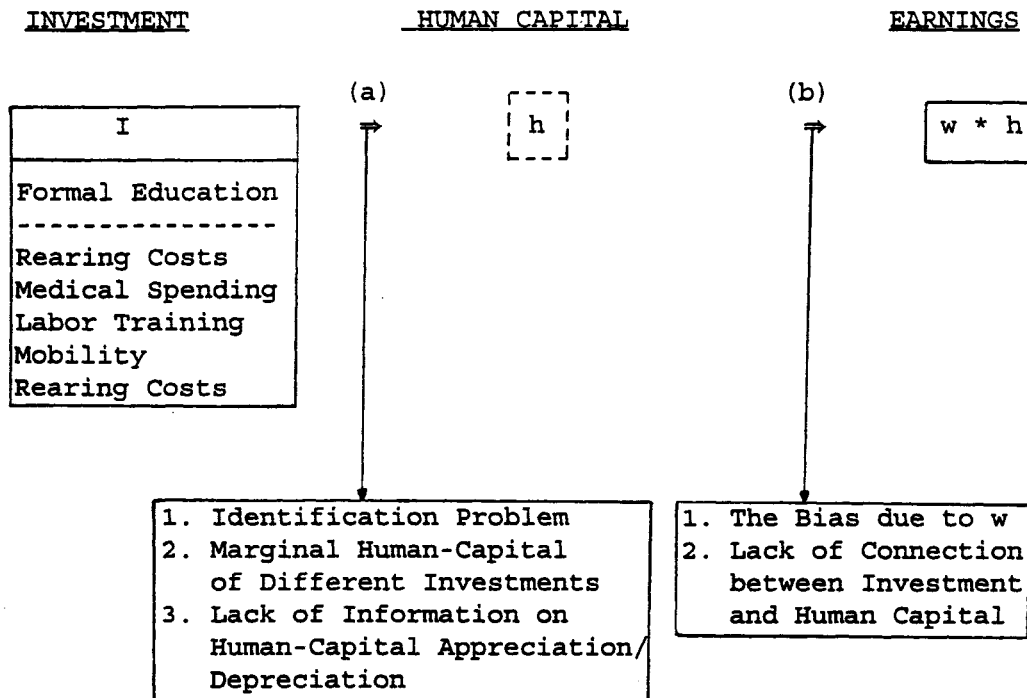 INVESTMENT HUMAN CAPITAL EARNINGS
(a) (b)
I ⇒ h ⇒ w * h
Formal Education
----------------
Rearing Costs
Medical Spending
Labor Training
Mobility
Rearing Costs
1. Identification Problem
2. Marginal Human-Capital
of Different Investments
3. Lack of Information on
Human-Capital Appreciation/
Depreciation
1. The Bias due to w
2. Lack of Connection
between Investment
and Human Capital